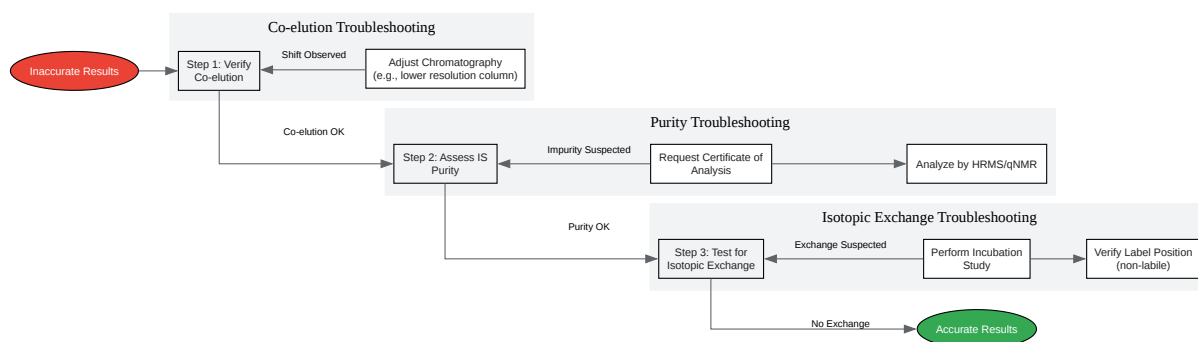 Co-elution Troubleshooting
Inaccurate Results
Step 1: Verify
Co-elution
Shift Observed
Adjust Chromatography
(e.g., lower resolution column)
Co-elution OK
Purity Troubleshooting
Step 2: Assess IS
Purity
Impurity Suspected
Request Certificate of
Analysis
Analyze by HRMS/qNMR
Purity OK
Isotopic Exchange Troubleshooting
Step 3: Test for
Isotopic Exchange
Exchange Suspected
Perform Incubation
Study
Verify Label Position
(non-labile)
No Exchange
Accurate Results